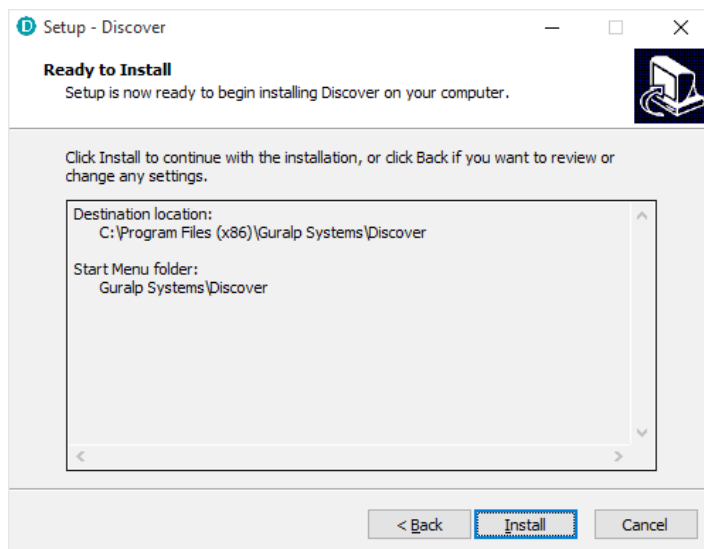 Setup - Discover
Ready to Install
Setup is now ready to begin installing Discover on your computer.
Click Install to continue with the installation, or click Back if you want to review or
change any settings.
Destination location:
C:\Program Files (x86)\Guralp Systems\Discover
Start Menu folder:
Guralp Systems\Discover
< Back
Install
Cancel